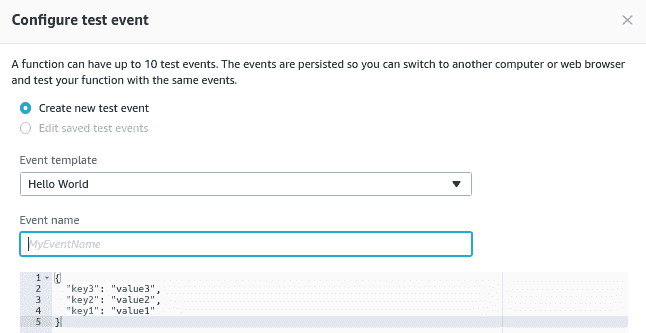 Configure test event
A function can have up to 10 test events. The events are persisted so you can switch to another computer or web browser
and test your function with the same events.
Create new test event
Edit saved test events
Event template
Hello World
Event name
MyEventName
1 {
2 "key3": "value3",
3 "key2": "value2",
4 "key1": "value1"
5 }